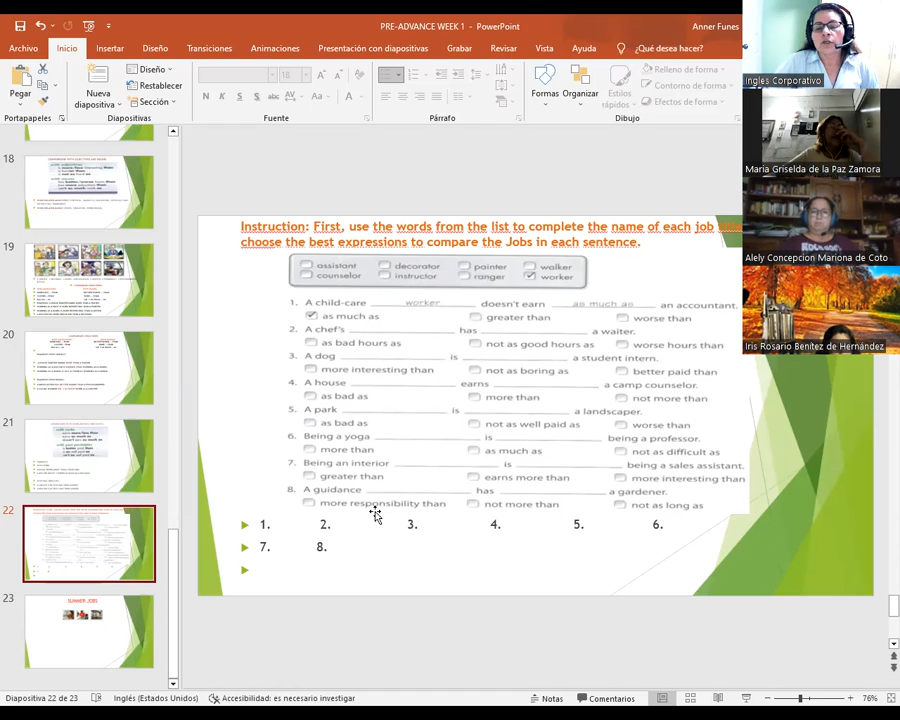 PRE-ADVANCE WEEK 1 - PowerPoint
Anner Funes
Archivo Inicio Insertar Diseño Transiciones Animaciones Presentación con diapositivas Grabar Revisar Vista Ayuda ¿Qué desea hacer?
Pegar
Nueva diapositiva
Diseño
Restablecer
Sección
18
N K S S abc AV Aa A
Formas
Organizar
Estilos rápidos
Relleno de forma
Contorno de forma
Efectos de forma
Portapapeles Diapositivas Fuente Párrafo Dibujo
Inglés Corporativo
Maria Griselda de la Paz Zamora
Alely Concepcion Mariona de Coto
Iris Rosario Benítez de Hernández
18
19
20
21
22
23
SUMMER JOBS
Instruction: First, use the words from the list to complete the name of each job
choose the best expressions to compare the Jobs in each sentence.
assistant decorator painter walker
counselor instructor ranger worker
1. A child-care worker doesn't earn as much as an accountant.
as much as greater than worse than
2. A chef's has a waiter.
as bad hours as not as good hours as worse hours than
3. A dog is a student intern.
more interesting than not as boring as better paid than
4. A house earns a camp counselor.
as bad as more than not more than
5. A park is a landscaper.
as bad as not as well paid as worse than
6. Being a yoga is being a professor.
more than as much as not as difficult as
7. Being an interior is being a sales assistant.
greater than earns more than more interesting than
8. A guidance has a gardener.
more responsibility than not more than not as long as
1. 2. 3. 4. 5. 6.
7. 8.
Diapositiva 22 de 23 Inglés (Estados Unidos) Accesibilidad: es necesario investigar Notas Comentarios 76%